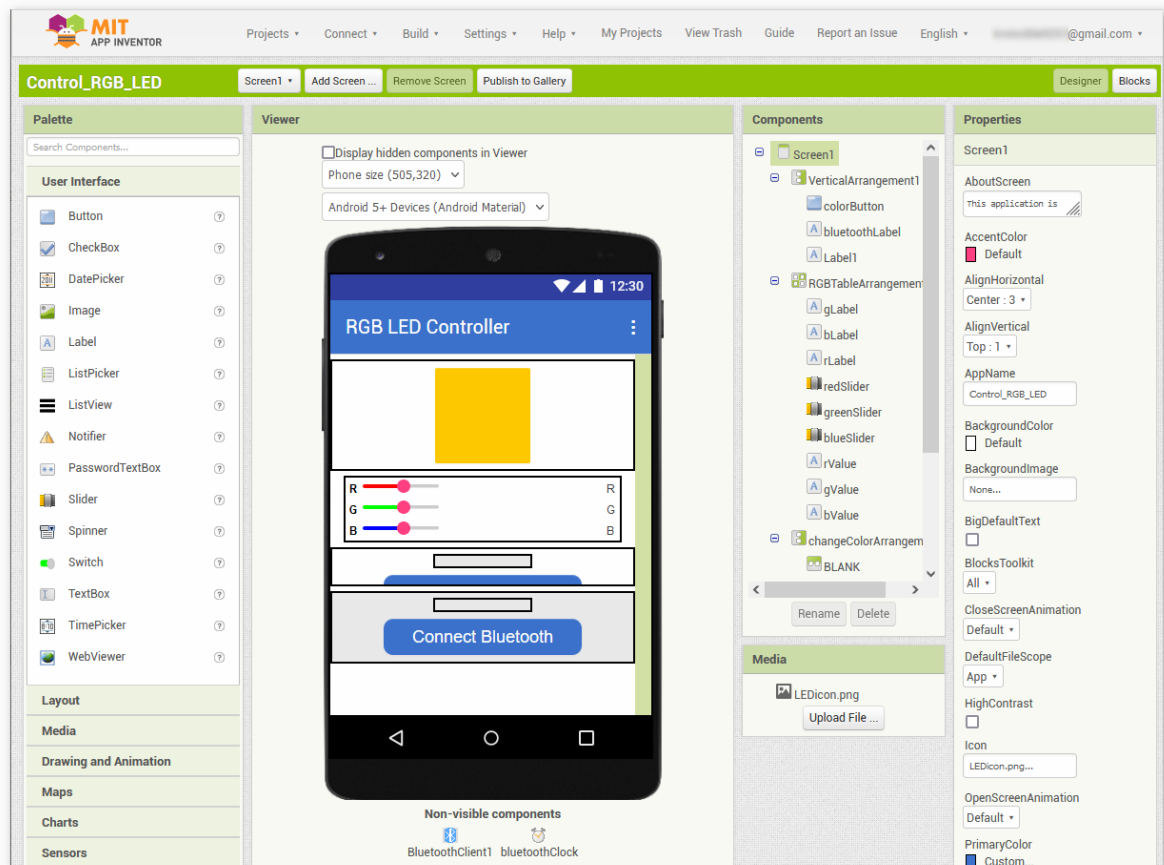 MIT
APP INVENTOR
Projects Connect Build Settings Help My Projects View Trash Guide Report an Issue English @gmail.com
Control_RGB_LED
Screen1 Add Screen ... Remove Screen Publish to Gallery Designer Blocks
Palette
Search Components...
User Interface
Button
CheckBox
DatePicker
Image
Label
ListPicker
ListView
Notifier
PasswordTextBox
Slider
Spinner
Switch
TextBox
TimePicker
WebViewer
Layout
Media
Drawing and Animation
Maps
Charts
Sensors
Viewer
Display hidden components in Viewer
Phone size (505,320)
Android 5+ Devices (Android Material)
12:30
RGB LED Controller
R R
G G
B B
Connect Bluetooth
Non-visible components
BluetoothClient1 bluetoothClock
Components
Screen1
VerticalArrangement1
colorButton
bluetoothLabel
Label1
RGBTableArrangement
gLabel
bLabel
rLabel
redSlider
greenSlider
blueSlider
rValue
gValue
bValue
changeColorArrangem
BLANK
Rename Delete
Media
LEDicon.png
Upload File ...
Properties
Screen1
AboutScreen
This application is
AccentColor
Default
AlignHorizontal
Center : 3
AlignVertical
Top : 1
AppName
Control_RGB_LED
BackgroundColor
Default
BackgroundImage
None...
BigDefaultText
BlocksToolkit
All
CloseScreenAnimation
Default
DefaultFileScope
App
HighContrast
Icon
LEDicon.png...
OpenScreenAnimation
Default
PrimaryColor
Custom...